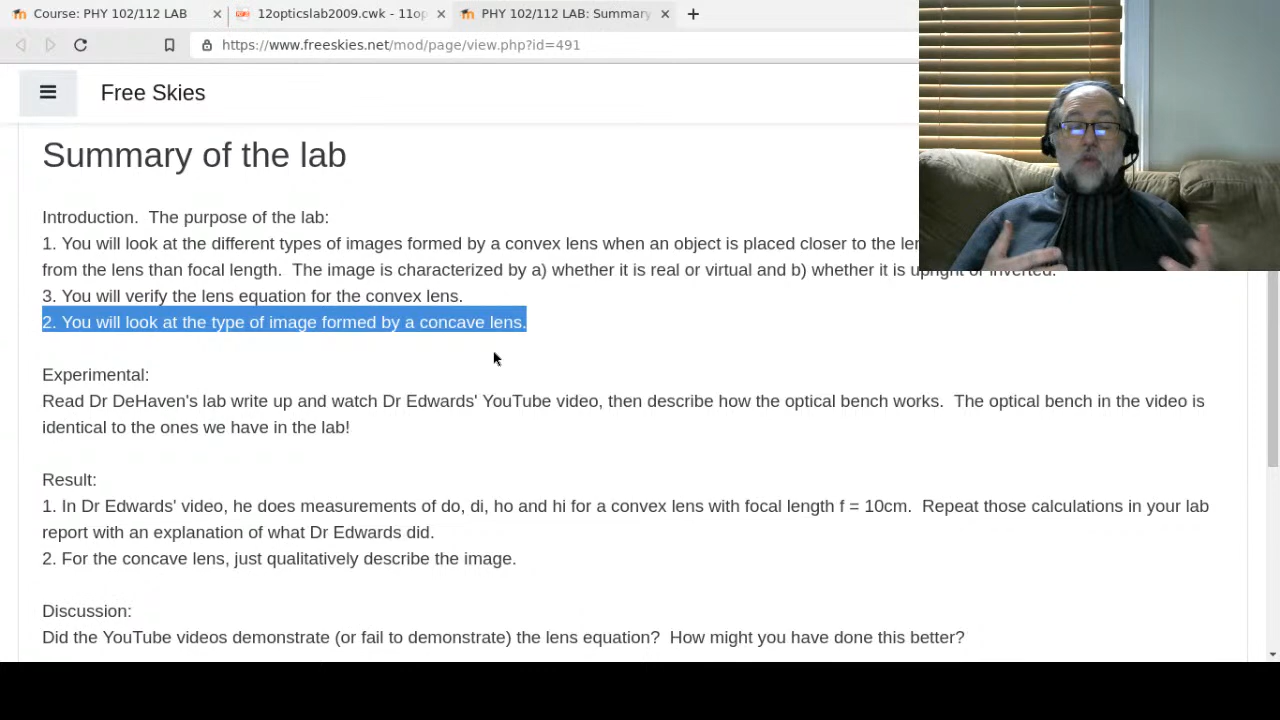 Course: PHY 102/112 LAB
12opticslab2009.cwk - 11o
PHY 102/112 LAB: Summary
https://www.freeskies.net/mod/page/view.php?id=491
Free Skies
Summary of the lab
Introduction.  The purpose of the lab:
1. You will look at the different types of images formed by a convex lens when an object is placed closer to the
from the lens than focal length.  The image is characterized by a) whether it is real or virtual and b) whether it is upright or inverted.
3. You will verify the lens equation for the convex lens.
2. You will look at the type of image formed by a concave lens.
Experimental:
Read Dr DeHaven's lab write up and watch Dr Edwards' YouTube video, then describe how the optical bench works.  The optical bench in the video is
identical to the ones we have in the lab!
Result:
1. In Dr Edwards' video, he does measurements of do, di, ho and hi for a convex lens with focal length f = 10cm.  Repeat those calculations in your lab
report with an explanation of what Dr Edwards did.
2. For the concave lens, just qualitatively describe the image.
Discussion:
Did the YouTube videos demonstrate (or fail to demonstrate) the lens equation?  How might you have done this better?